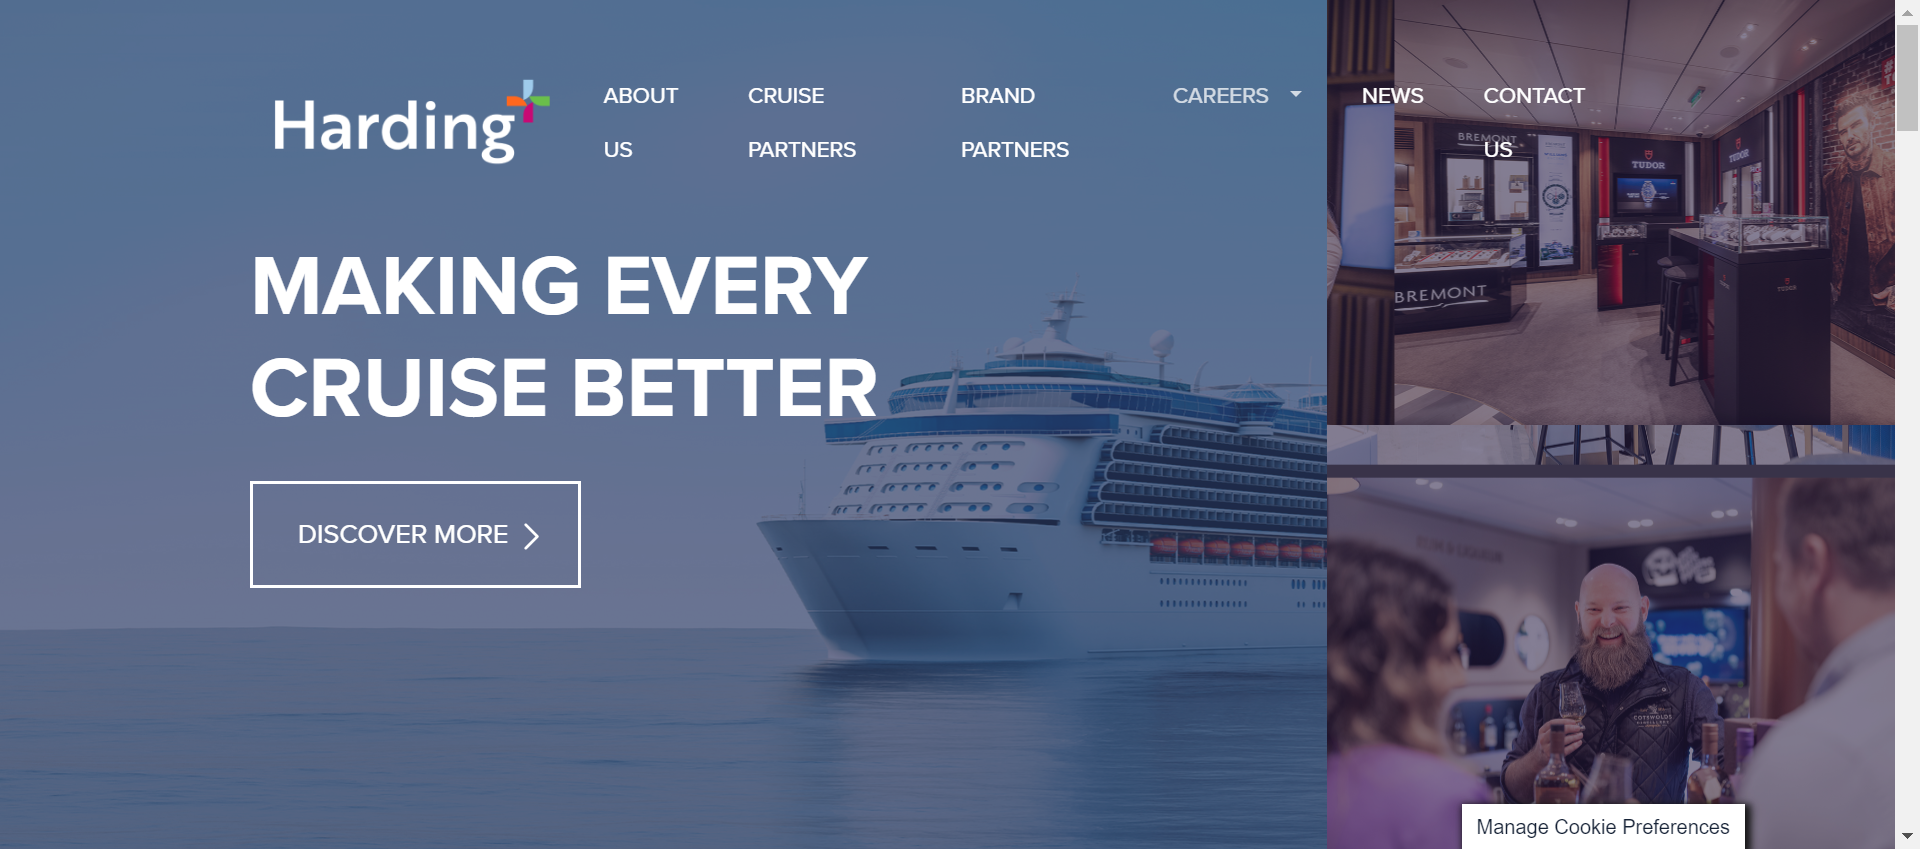 Harding
ABOUT US
CRUISE PARTNERS
BRAND PARTNERS
CAREERS
NEWS
CONTACT US
MAKING EVERY
CRUISE BETTER
DISCOVER MORE
BREMONT
TUDOR
TUDOR
BREMONT
TUDOR
COTSWOLDS
Manage Cookie Preferences